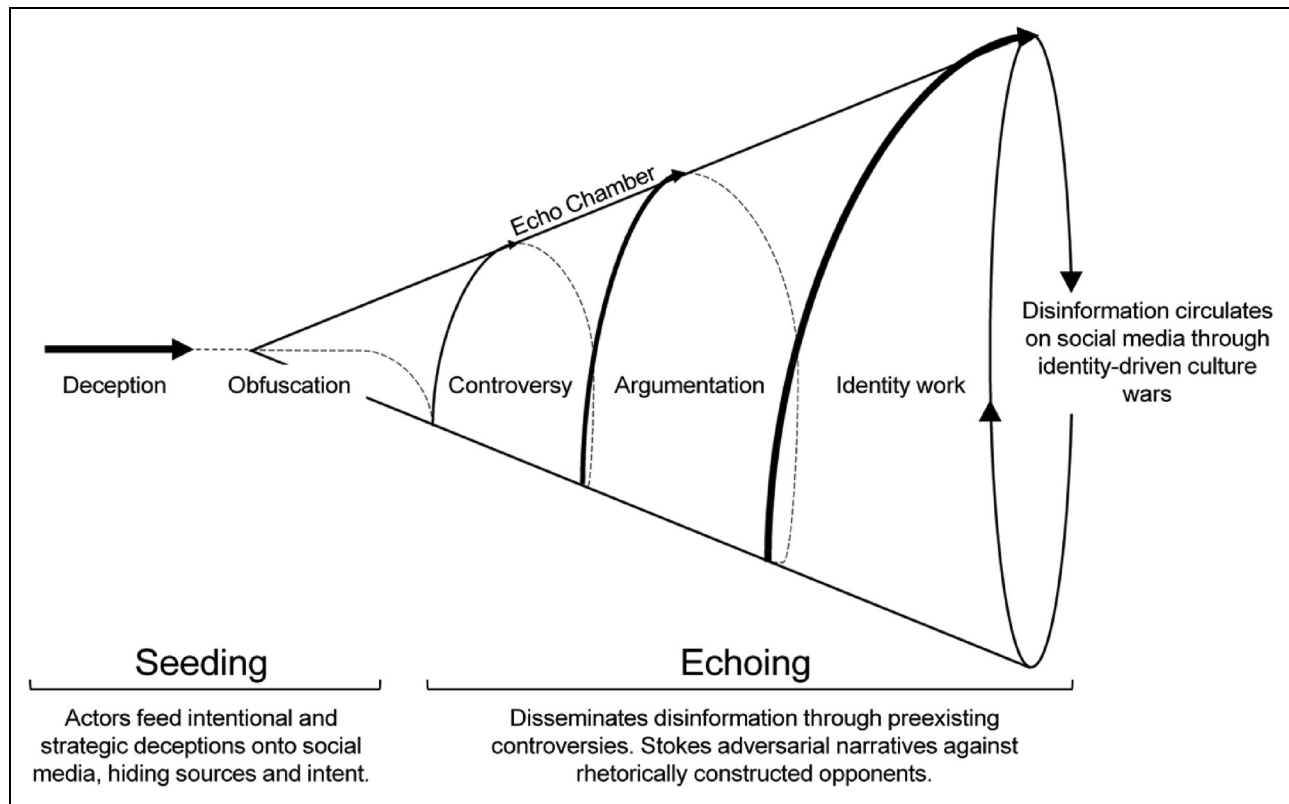 Echo Chamber
Deception
Obfuscation
Controversy
Argumentation
Identity work
Disinformation circulates
on social media through
identity-driven culture
wars
Seeding
Actors feed intentional and
strategic deceptions onto social
media, hiding sources and intent.
Echoing
Disseminates disinformation through preexisting
controversies. Stokes adversarial narratives against
rhetorically constructed opponents.